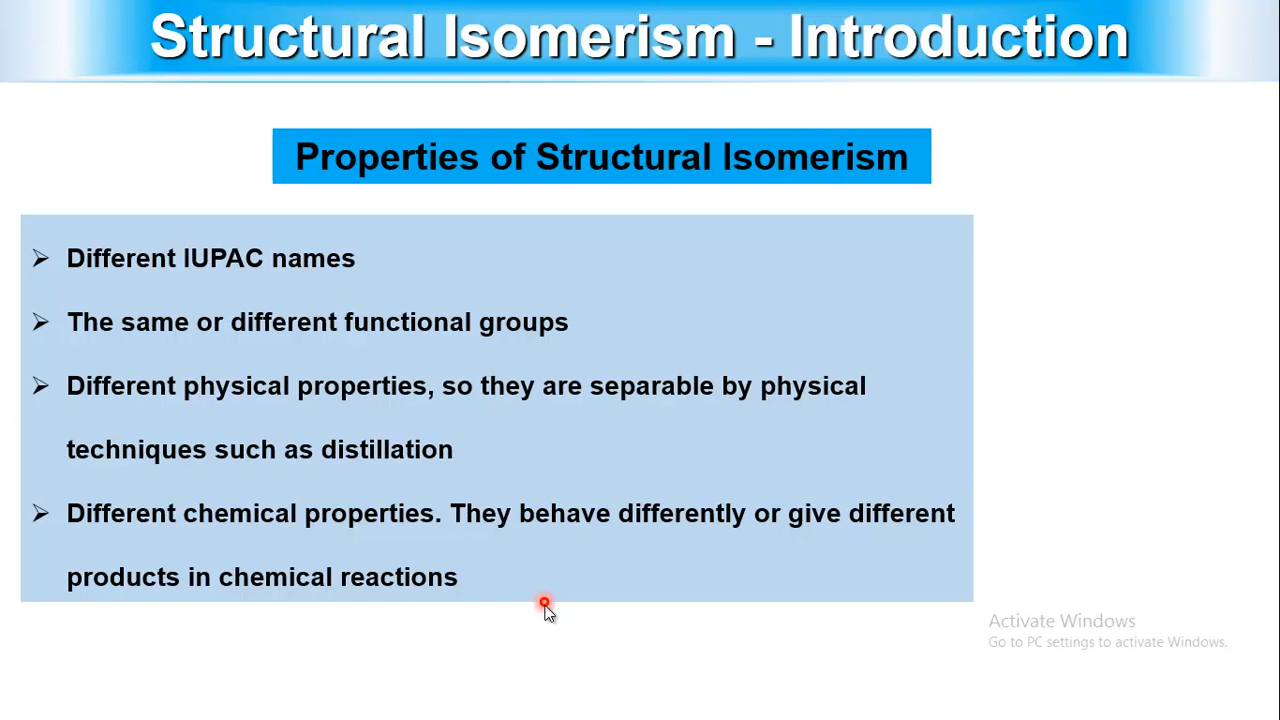 Structural Isomerism - Introduction
Properties of Structural Isomerism
Different IUPAC names
The same or different functional groups
Different physical properties, so they are separable by physical
techniques such as distillation
Different chemical properties. They behave differently or give different
products in chemical reactions
Activate Windows
Go to PC settings to activate Windows.